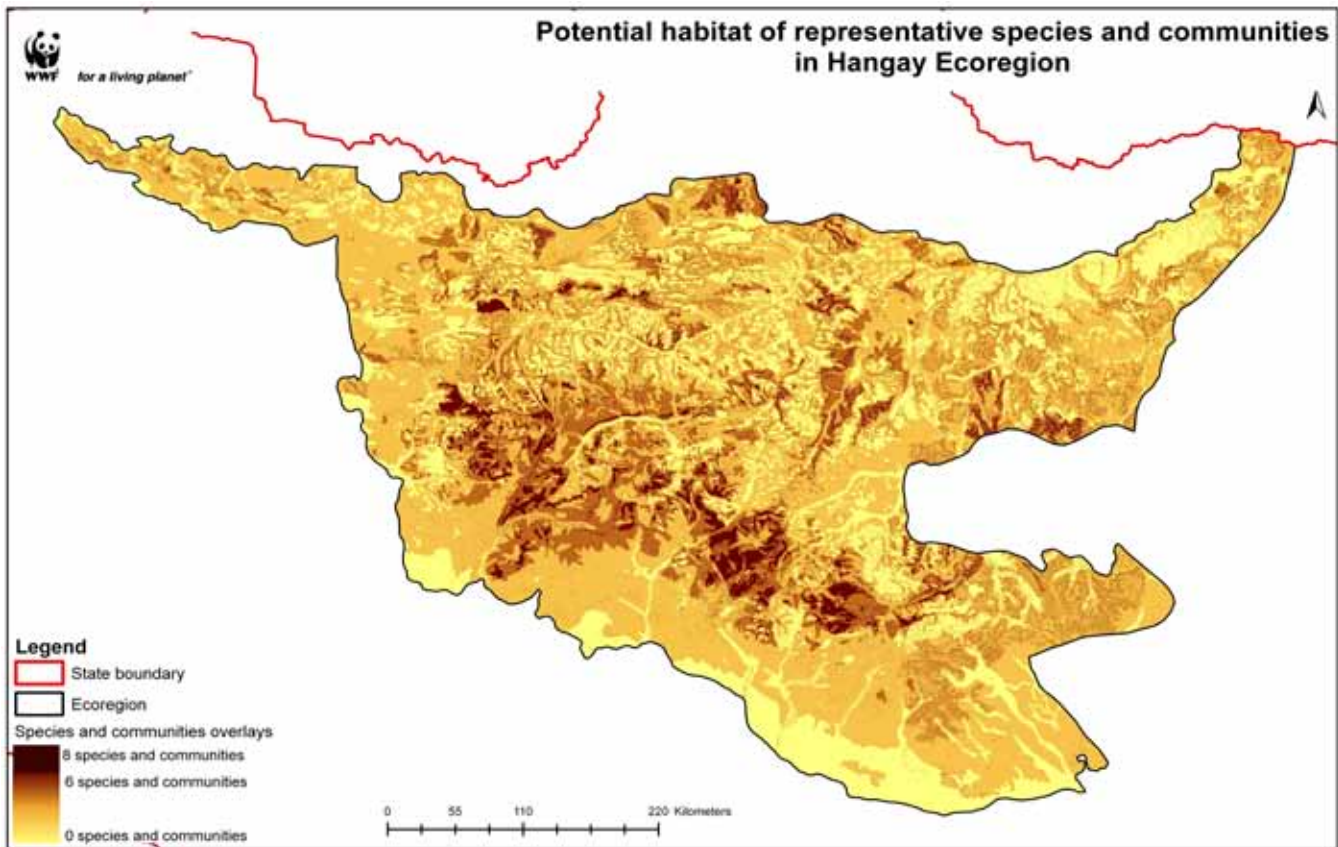 Potential habitat of representative species and communities
in Hangay Ecoregion
WWF
for a living planet®
Legend
State boundary
Ecoregion
Species and communities overlays
8 species and communities
6 species and communities
0 species and communities
0 55 110 220 Kilometers